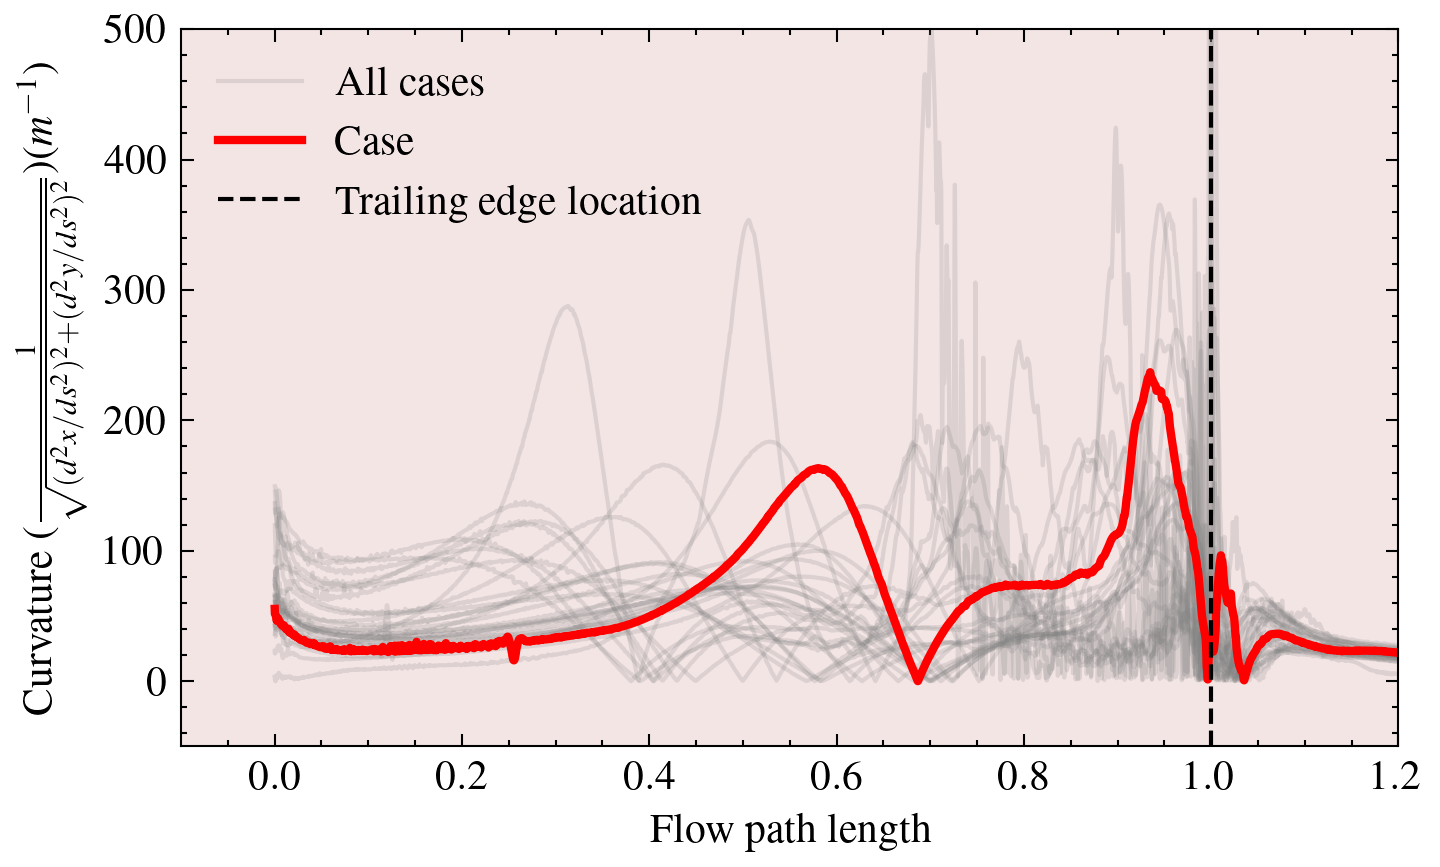 500
400
300
200
100
0
Curvature (1/√((d²x/ds²)²+(d²y/ds²)²))(m⁻¹)
All cases
Case
Trailing edge location
0.0 0.2 0.4 0.6 0.8 1.0 1.2
Flow path length